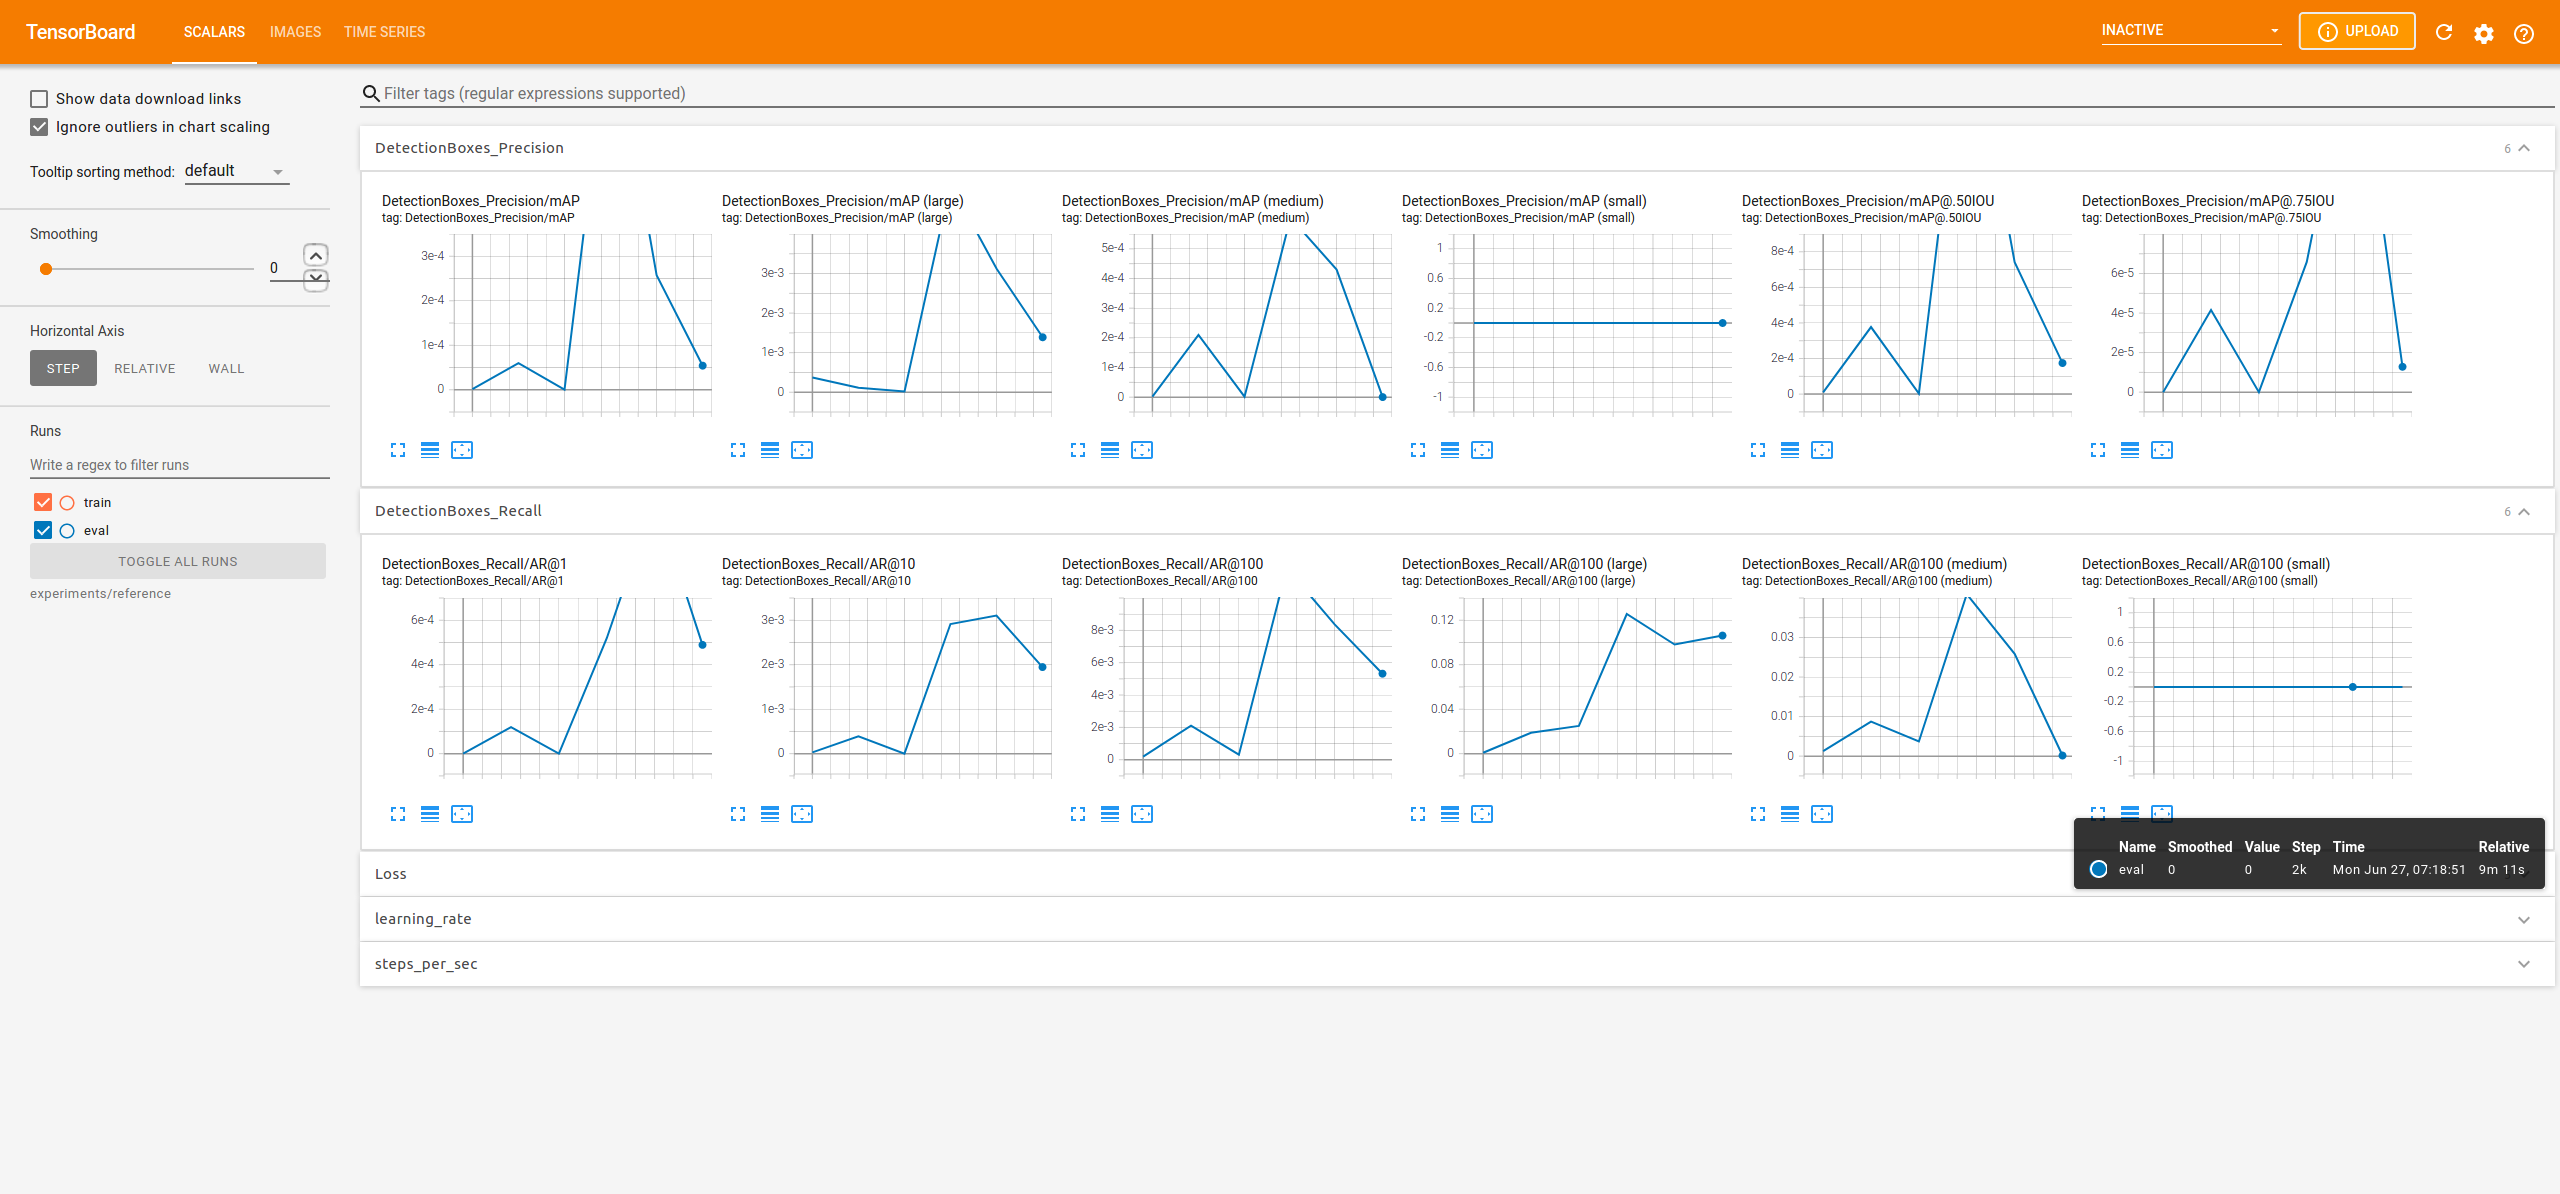 TensorBoard SCALARS IMAGES TIME SERIES INACTIVE UPLOAD
Show data download links
Ignore outliers in chart scaling
Tooltip sorting method: default
Smoothing
0
Horizontal Axis
STEP RELATIVE WALL
Runs
Write a regex to filter runs
train
eval
TOGGLE ALL RUNS
experiments/reference
Filter tags (regular expressions supported)
DetectionBoxes_Precision 6
DetectionBoxes_Precision/mAP
tag: DetectionBoxes_Precision/mAP
3e-4
2e-4
1e-4
0
DetectionBoxes_Precision/mAP (large)
tag: DetectionBoxes_Precision/mAP (large)
3e-3
2e-3
1e-3
0
DetectionBoxes_Precision/mAP (medium)
tag: DetectionBoxes_Precision/mAP (medium)
5e-4
4e-4
3e-4
2e-4
1e-4
0
DetectionBoxes_Precision/mAP (small)
tag: DetectionBoxes_Precision/mAP (small)
1
0.6
0.2
-0.2
-0.6
-1
DetectionBoxes_Precision/mAP@.50IOU
tag: DetectionBoxes_Precision/mAP@.50IOU
8e-4
6e-4
4e-4
2e-4
0
DetectionBoxes_Precision/mAP@.75IOU
tag: DetectionBoxes_Precision/mAP@.75IOU
6e-5
4e-5
2e-5
0
DetectionBoxes_Recall 6
DetectionBoxes_Recall/AR@1
tag: DetectionBoxes_Recall/AR@1
6e-4
4e-4
2e-4
0
DetectionBoxes_Recall/AR@10
tag: DetectionBoxes_Recall/AR@10
3e-3
2e-3
1e-3
0
DetectionBoxes_Recall/AR@100
tag: DetectionBoxes_Recall/AR@100
8e-3
6e-3
4e-3
2e-3
0
DetectionBoxes_Recall/AR@100 (large)
tag: DetectionBoxes_Recall/AR@100 (large)
0.12
0.08
0.04
0
DetectionBoxes_Recall/AR@100 (medium)
tag: DetectionBoxes_Recall/AR@100 (medium)
0.03
0.02
0.01
0
DetectionBoxes_Recall/AR@100 (small)
tag: DetectionBoxes_Recall/AR@100 (small)
1
0.6
0.2
-0.2
-0.6
-1
Name Smoothed Value Step Time Relative
eval 0 0 2k Mon Jun 27, 07:18:51 9m 11s
Loss
learning_rate
steps_per_sec